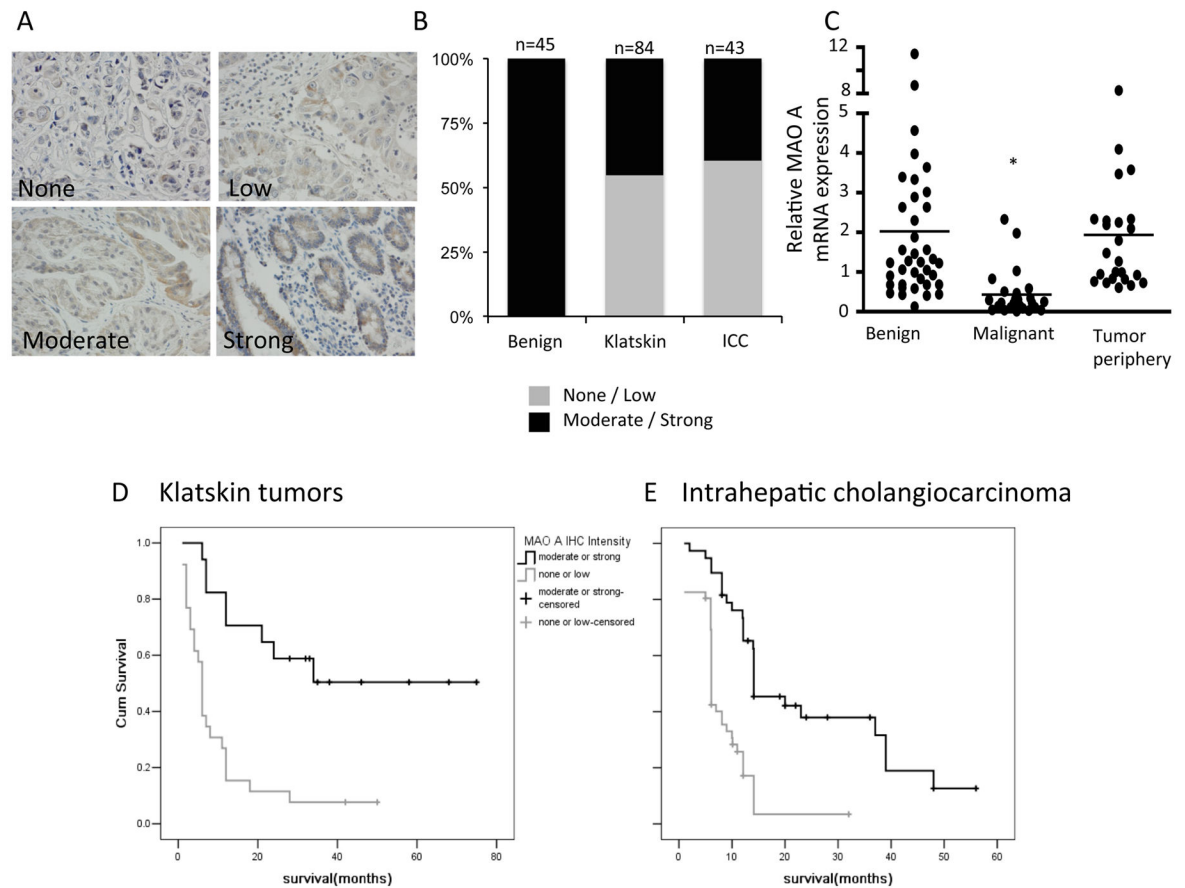 A
None
Low
Moderate
Strong
B
n=45
n=84
n=43
100%
75%
50%
25%
0%
Benign
Klatskin
ICC
None / Low
Moderate / Strong
C
Relative MAO A
mRNA expression
12
8
5
4
3
2
1
0
*
Benign
Malignant
Tumor
periphery
D Klatskin tumors
Cum Survival
1.0
0.8
0.6
0.4
0.2
0.0
0
20
40
60
80
survival(months)
MAO A IHC Intensity
moderate or strong
none or low
moderate or strong-
censored
none or low-censored
E Intrahepatic cholangiocarcinoma
0
10
20
30
40
50
60
survival(months)